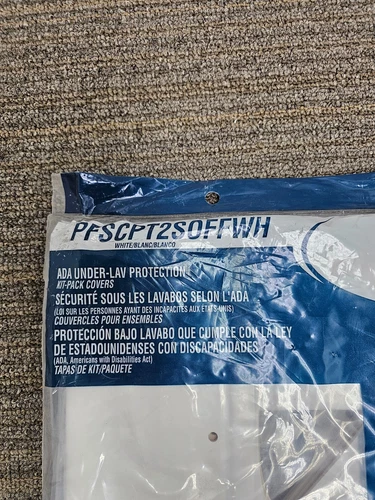 PFSCPT2SOFFWH
WHITE/BLANC/BLANCO
ADA UNDER-LAV PROTECTION
KIT-PACK COVERS
SÉCURITÉ SOUS LES LAVABOS SELON L'ADA
(LOI SUR LES PERSONNES AYANT DES INCAPACITÉS AUX ÉTATS-UNIS)
COUVERCLES POUR ENSEMBLES
PROTECCIÓN BAJO LAVABO QUE CUMPLE CON LA LEY
DE ESTADOUNIDENSES CON DISCAPACIDADES
(ADA, Americans with Disabilities Act)
TAPAS DE KIT/PAQUETE